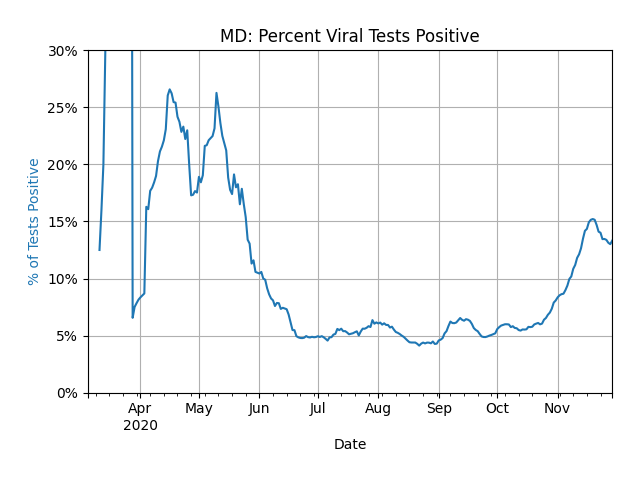 MD: Percent Viral Tests Positive
30%
25%
20%
15%
10%
5%
0%
% of Tests Positive
Apr May Jun Jul Aug Sep Oct Nov
2020
Date